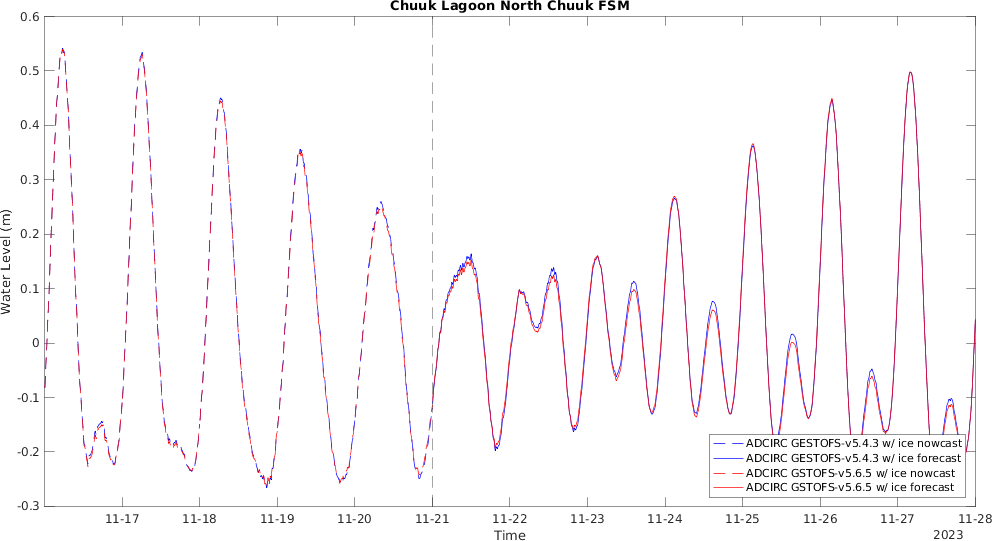 Chuuk Lagoon North Chuuk FSM
0.6
0.5
0.4
0.3
0.2
0.1
0
-0.1
-0.2
-0.3
Water Level (m)
ADCIRC GESTOFS-v5.4.3 w/ ice nowcast
ADCIRC GESTOFS-v5.4.3 w/ ice forecast
ADCIRC GSTOFS-v5.6.5 w/ ice nowcast
ADCIRC GSTOFS-v5.6.5 w/ ice forecast
11-17 11-18 11-19 11-20 11-21 11-22 11-23 11-24 11-25 11-26 11-27 11-28
Time
2023